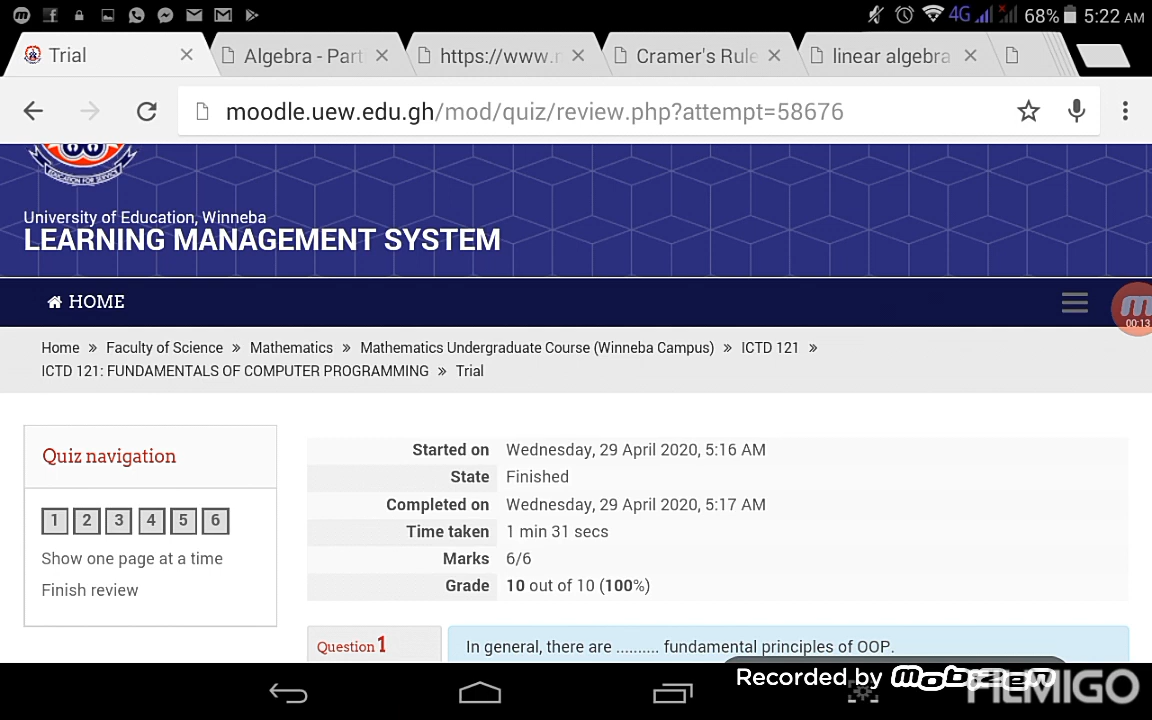 4G 68% 5:22 AM
Trial
Algebra - Part
https://www.r
Cramer's Rule
linear algebra
moodle.uew.edu.gh/mod/quiz/review.php?attempt=58676
EDUCATION FOR SERVICE
University of Education, Winneba
LEARNING MANAGEMENT SYSTEM
HOME
00:13
Home » Faculty of Science » Mathematics » Mathematics Undergraduate Course (Winneba Campus) » ICTD 121 »
ICTD 121: FUNDAMENTALS OF COMPUTER PROGRAMMING » Trial
Quiz navigation
1 2 3 4 5 6
Show one page at a time
Finish review
Started on Wednesday, 29 April 2020, 5:16 AM
State Finished
Completed on Wednesday, 29 April 2020, 5:17 AM
Time taken 1 min 31 secs
Marks 6/6
Grade 10 out of 10 (100%)
Question 1
In general, there are .......... fundamental principles of OOP.
Recorded by Mobizen
FILMIGO